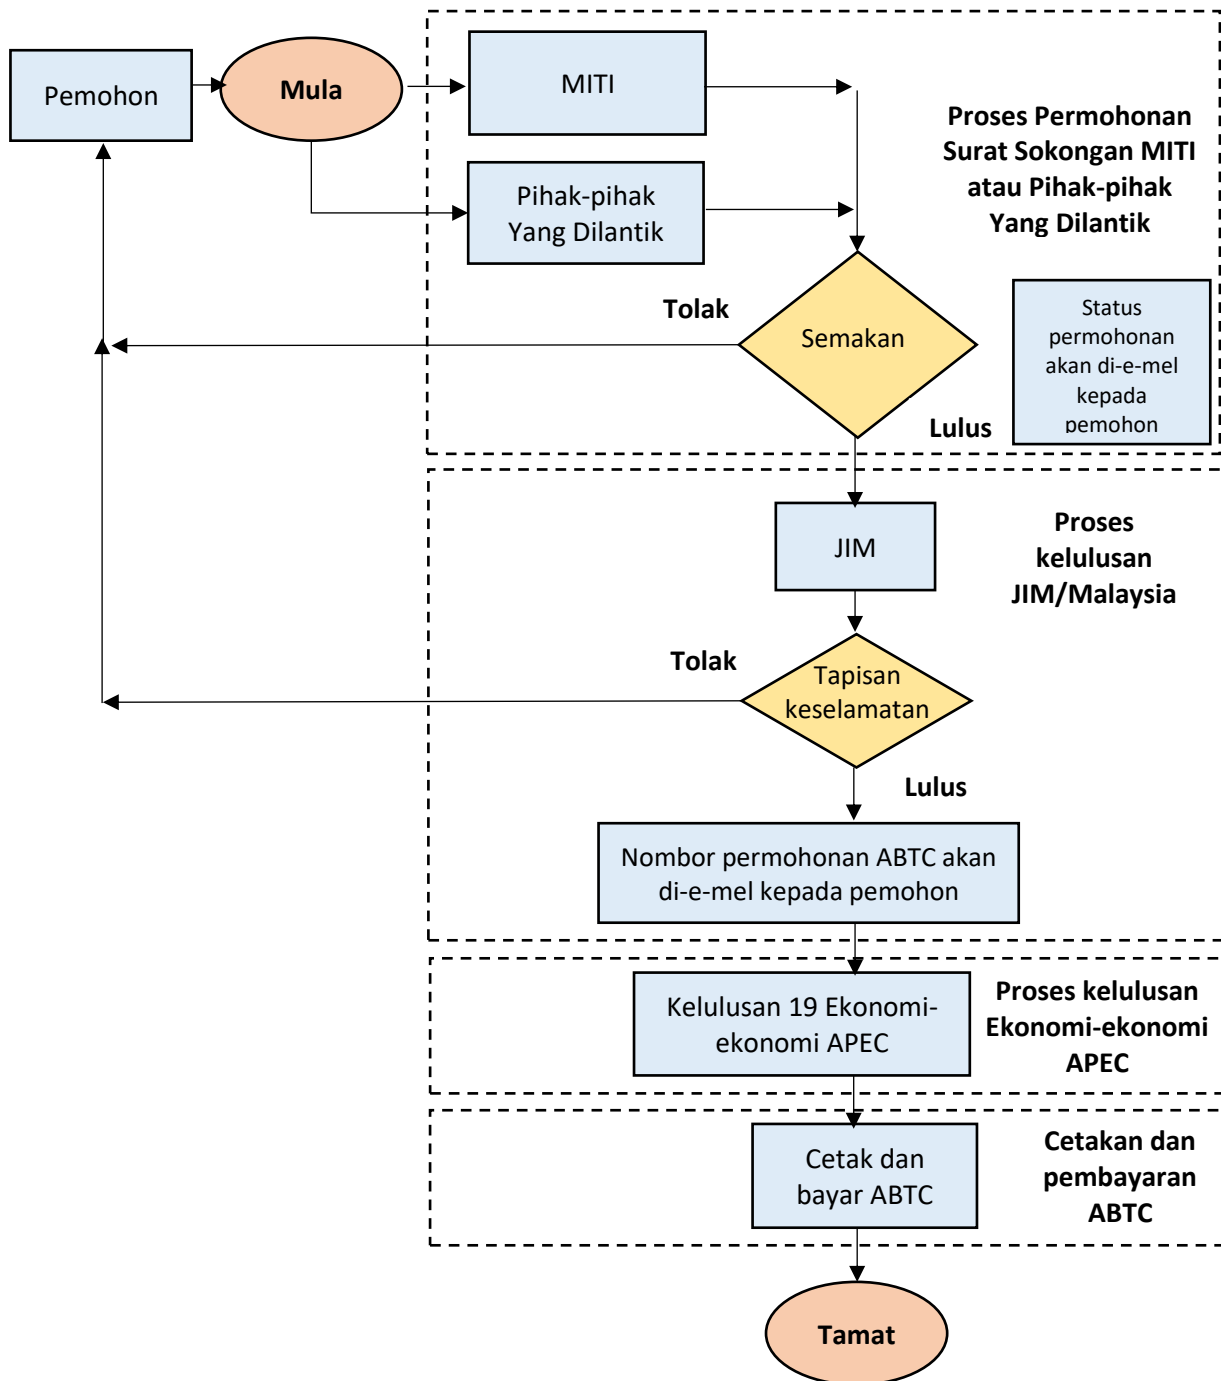 Pemohon
Mula
MITI
Proses Permohonan
Surat Sokongan MITI
atau Pihak-pihak
Yang Dilantik
Pihak-pihak
Yang Dilantik
Tolak
Semakan
Status
permohonan
akan di-e-mel
kepada
pemohon
Lulus
JIM
Proses
kelulusan
JIM/Malaysia
Tolak
Tapisan
keselamatan
Lulus
Nombor permohonan ABTC akan
di-e-mel kepada pemohon
Kelulusan 19 Ekonomi-
ekonomi APEC
Proses kelulusan
Ekonomi-ekonomi
APEC
Cetak dan
bayar ABTC
Cetakan dan
pembayaran
ABTC
Tamat